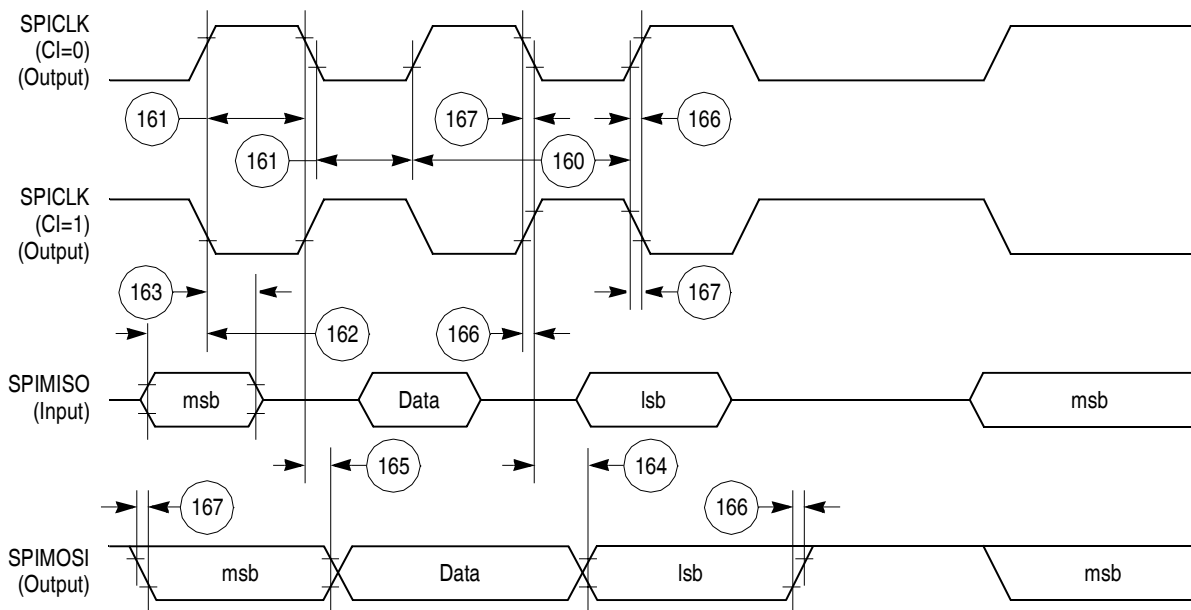 SPICLK
(CI=0)
(Output)
161
167
166
161
160
SPICLK
(CI=1)
(Output)
163
167
162
166
SPIMISO
(Input)
msb
Data
lsb
msb
165
164
167
166
SPIMOSI
(Output)
msb
Data
lsb
msb